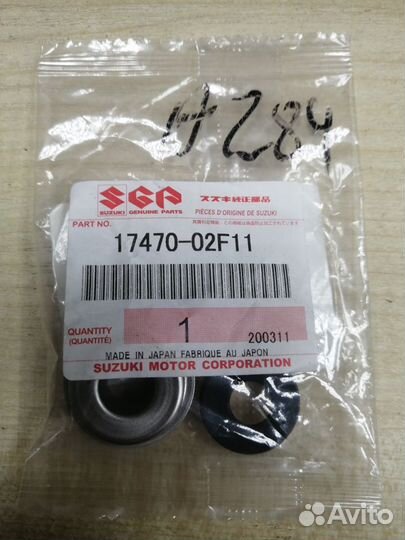 #284
SGP スズキ純正部品
SUZUKI GENUINE PARTS PIÈCES D'ORIGINE DE SUZUKI
PART NO.
17470-02F11
QUANTITY
(QUANTITÉ)
1
200311
MADE IN JAPAN FABRIQUE AU JAPON
SUZUKI MOTOR CORPORATION
Avito